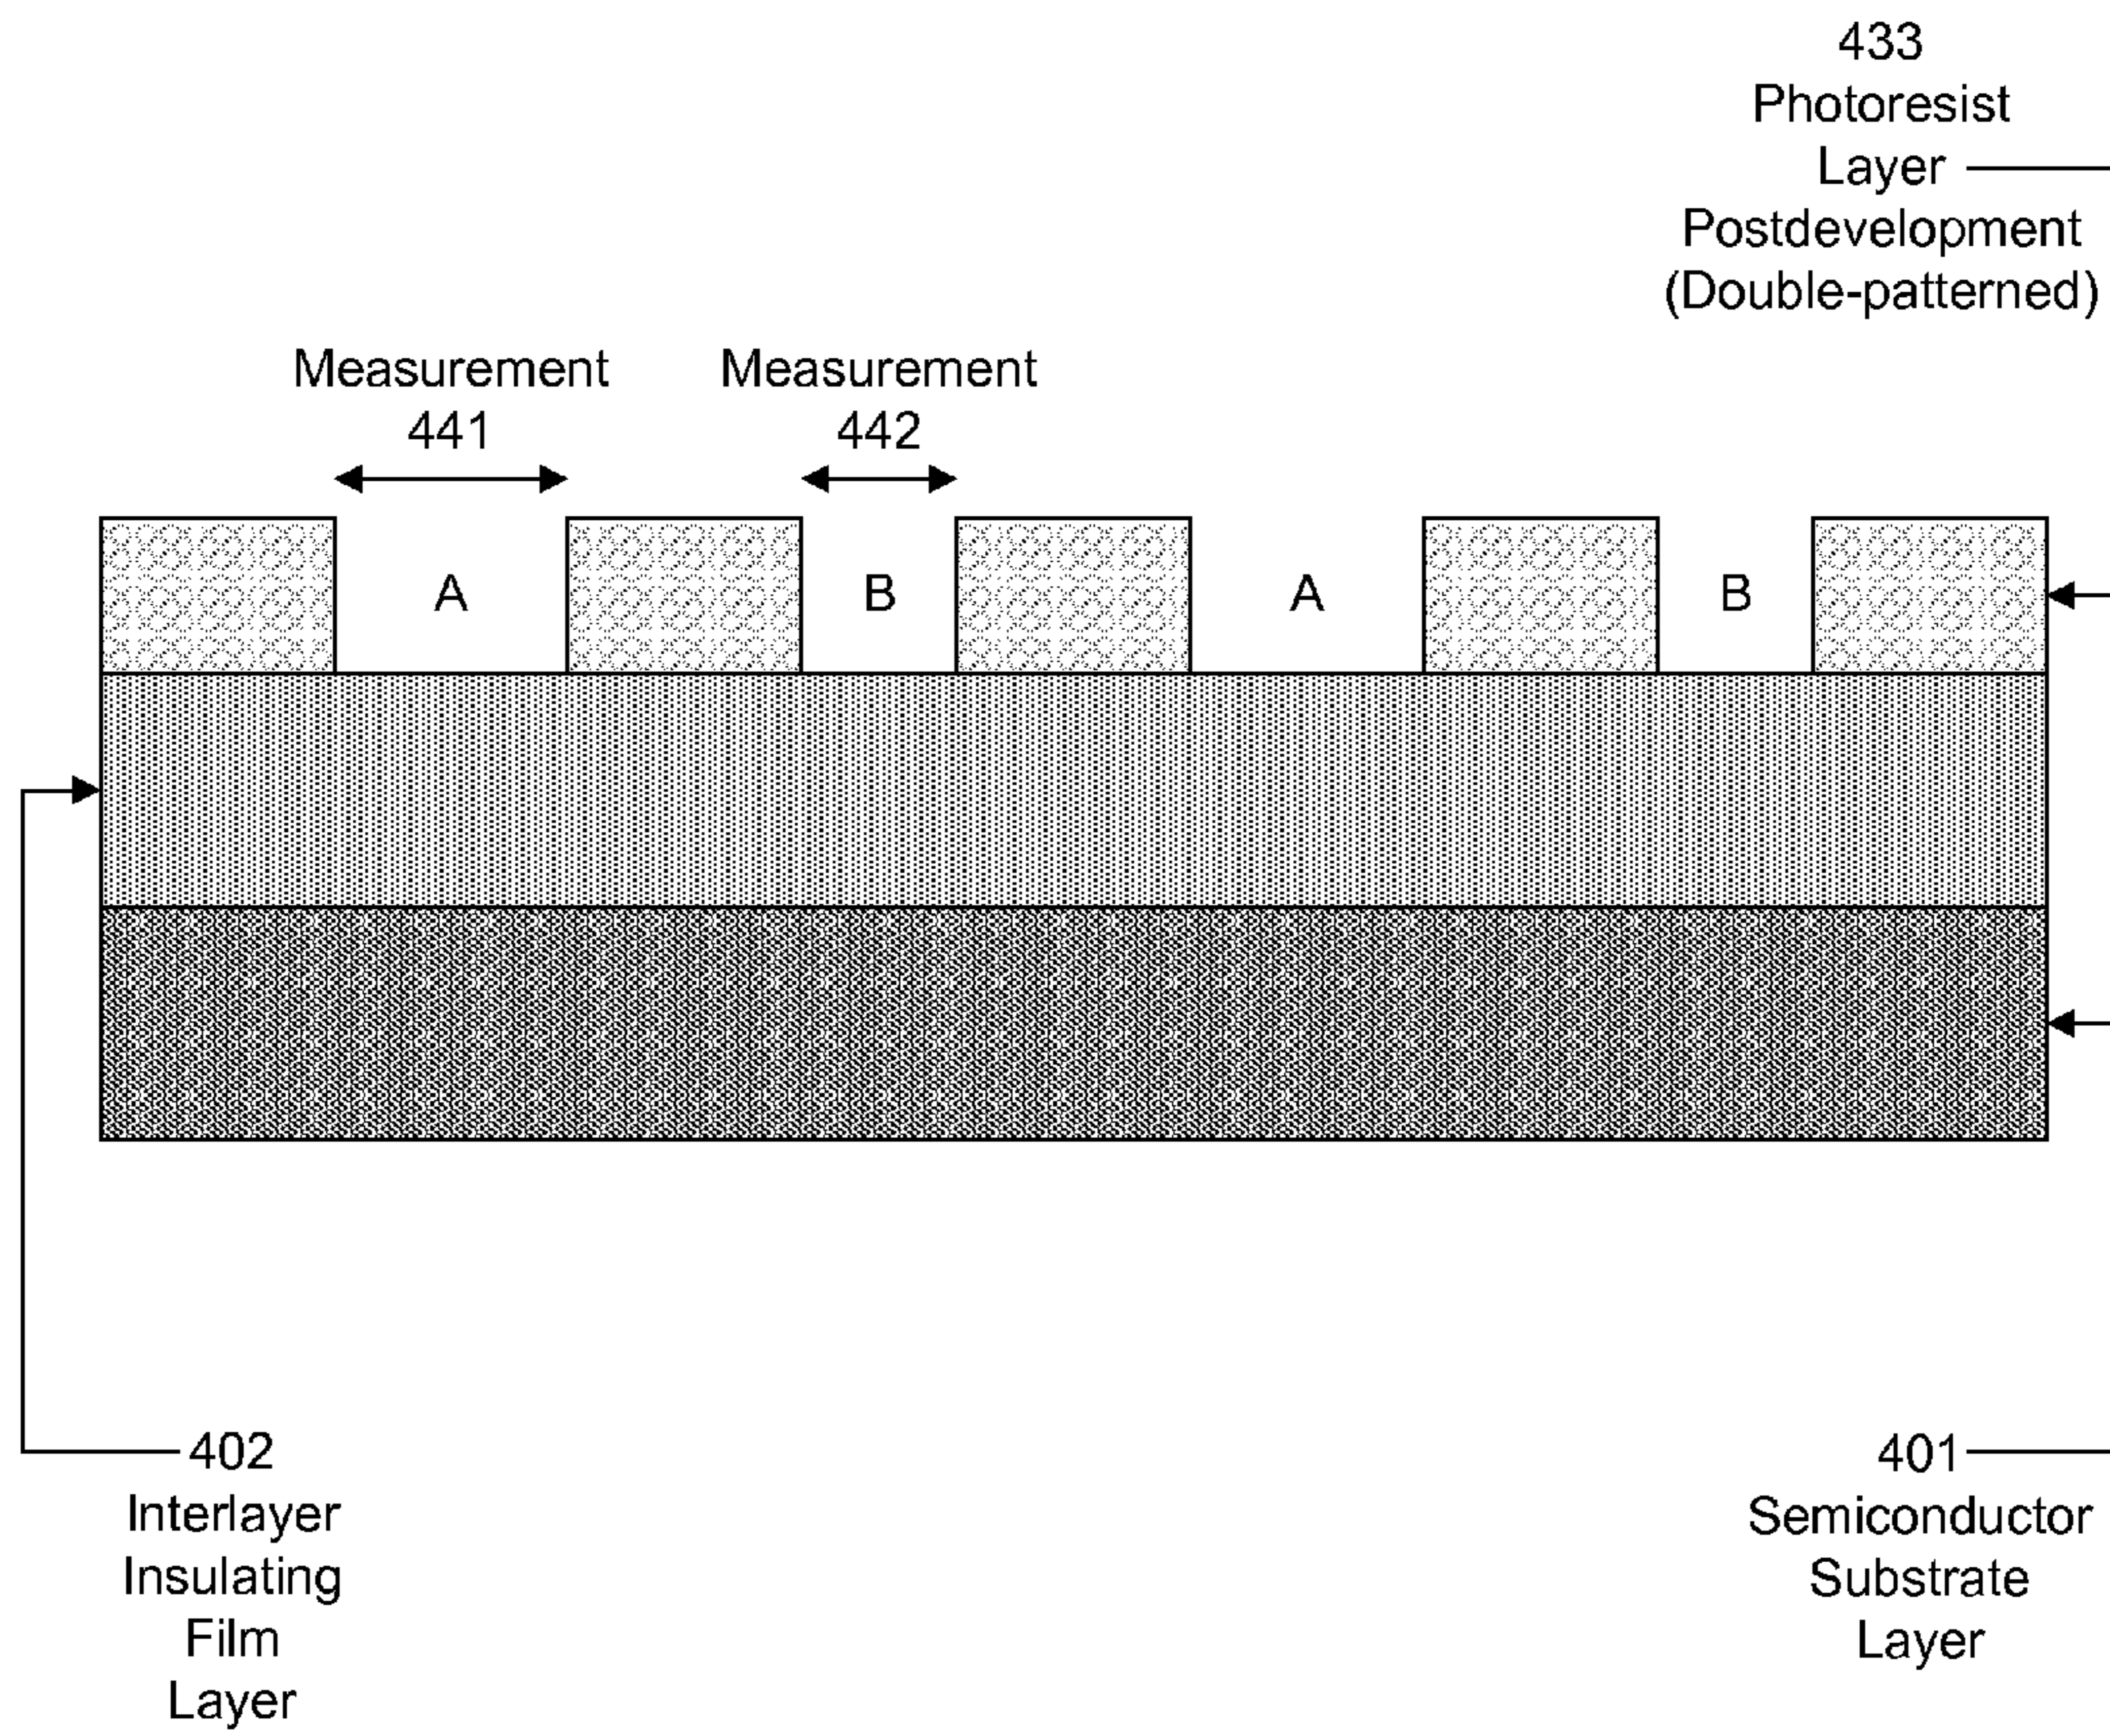 433
Photoresist
Layer
Postdevelopment
(Double-patterned)
Measurement
441
Measurement
442
A
B
A
B
402
Interlayer
Insulating
Film
Layer
401
Semiconductor
Substrate
Layer